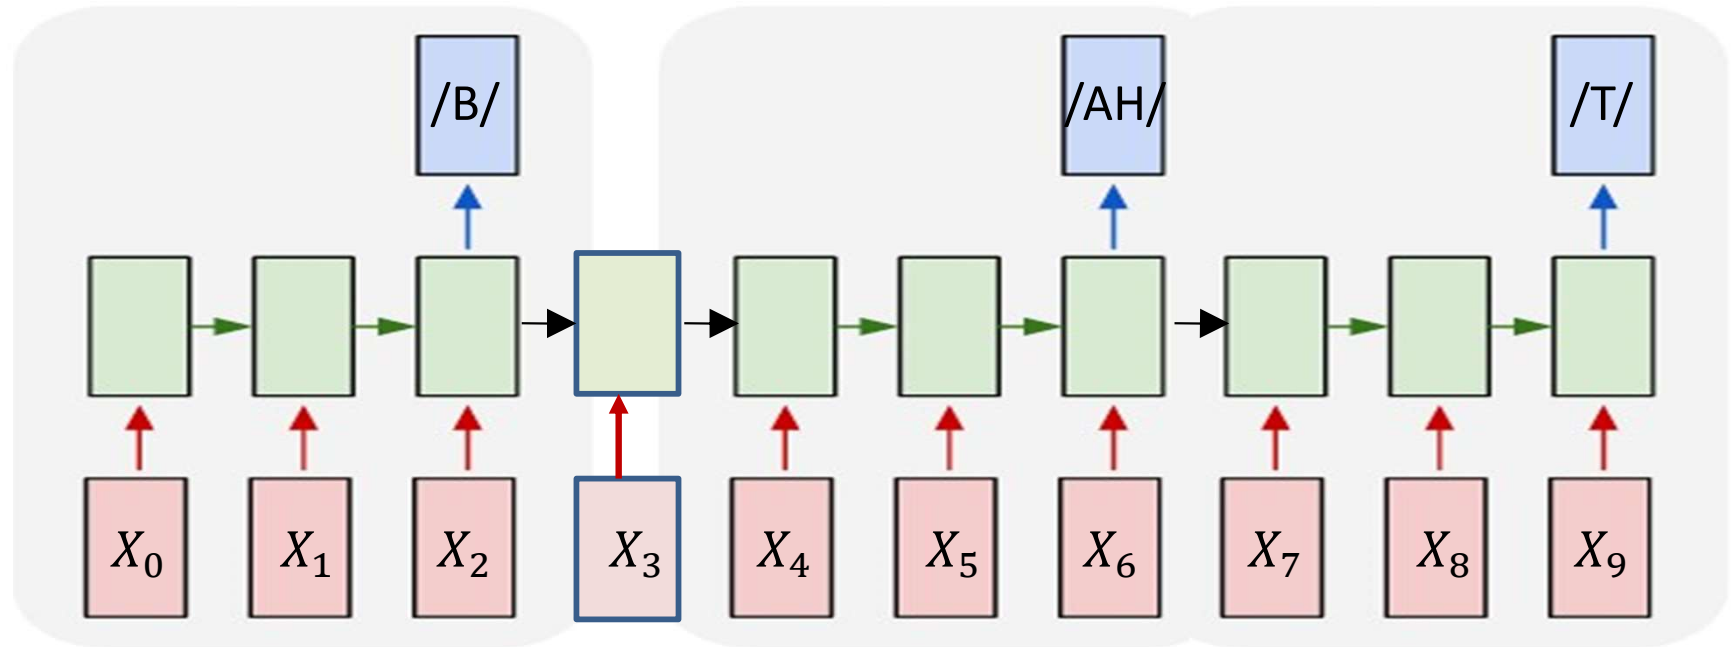 /B/ /AH/ /T/
X₀ X₁ X₂ X₃ X₄ X₅ X₆ X₇ X₈ X₉